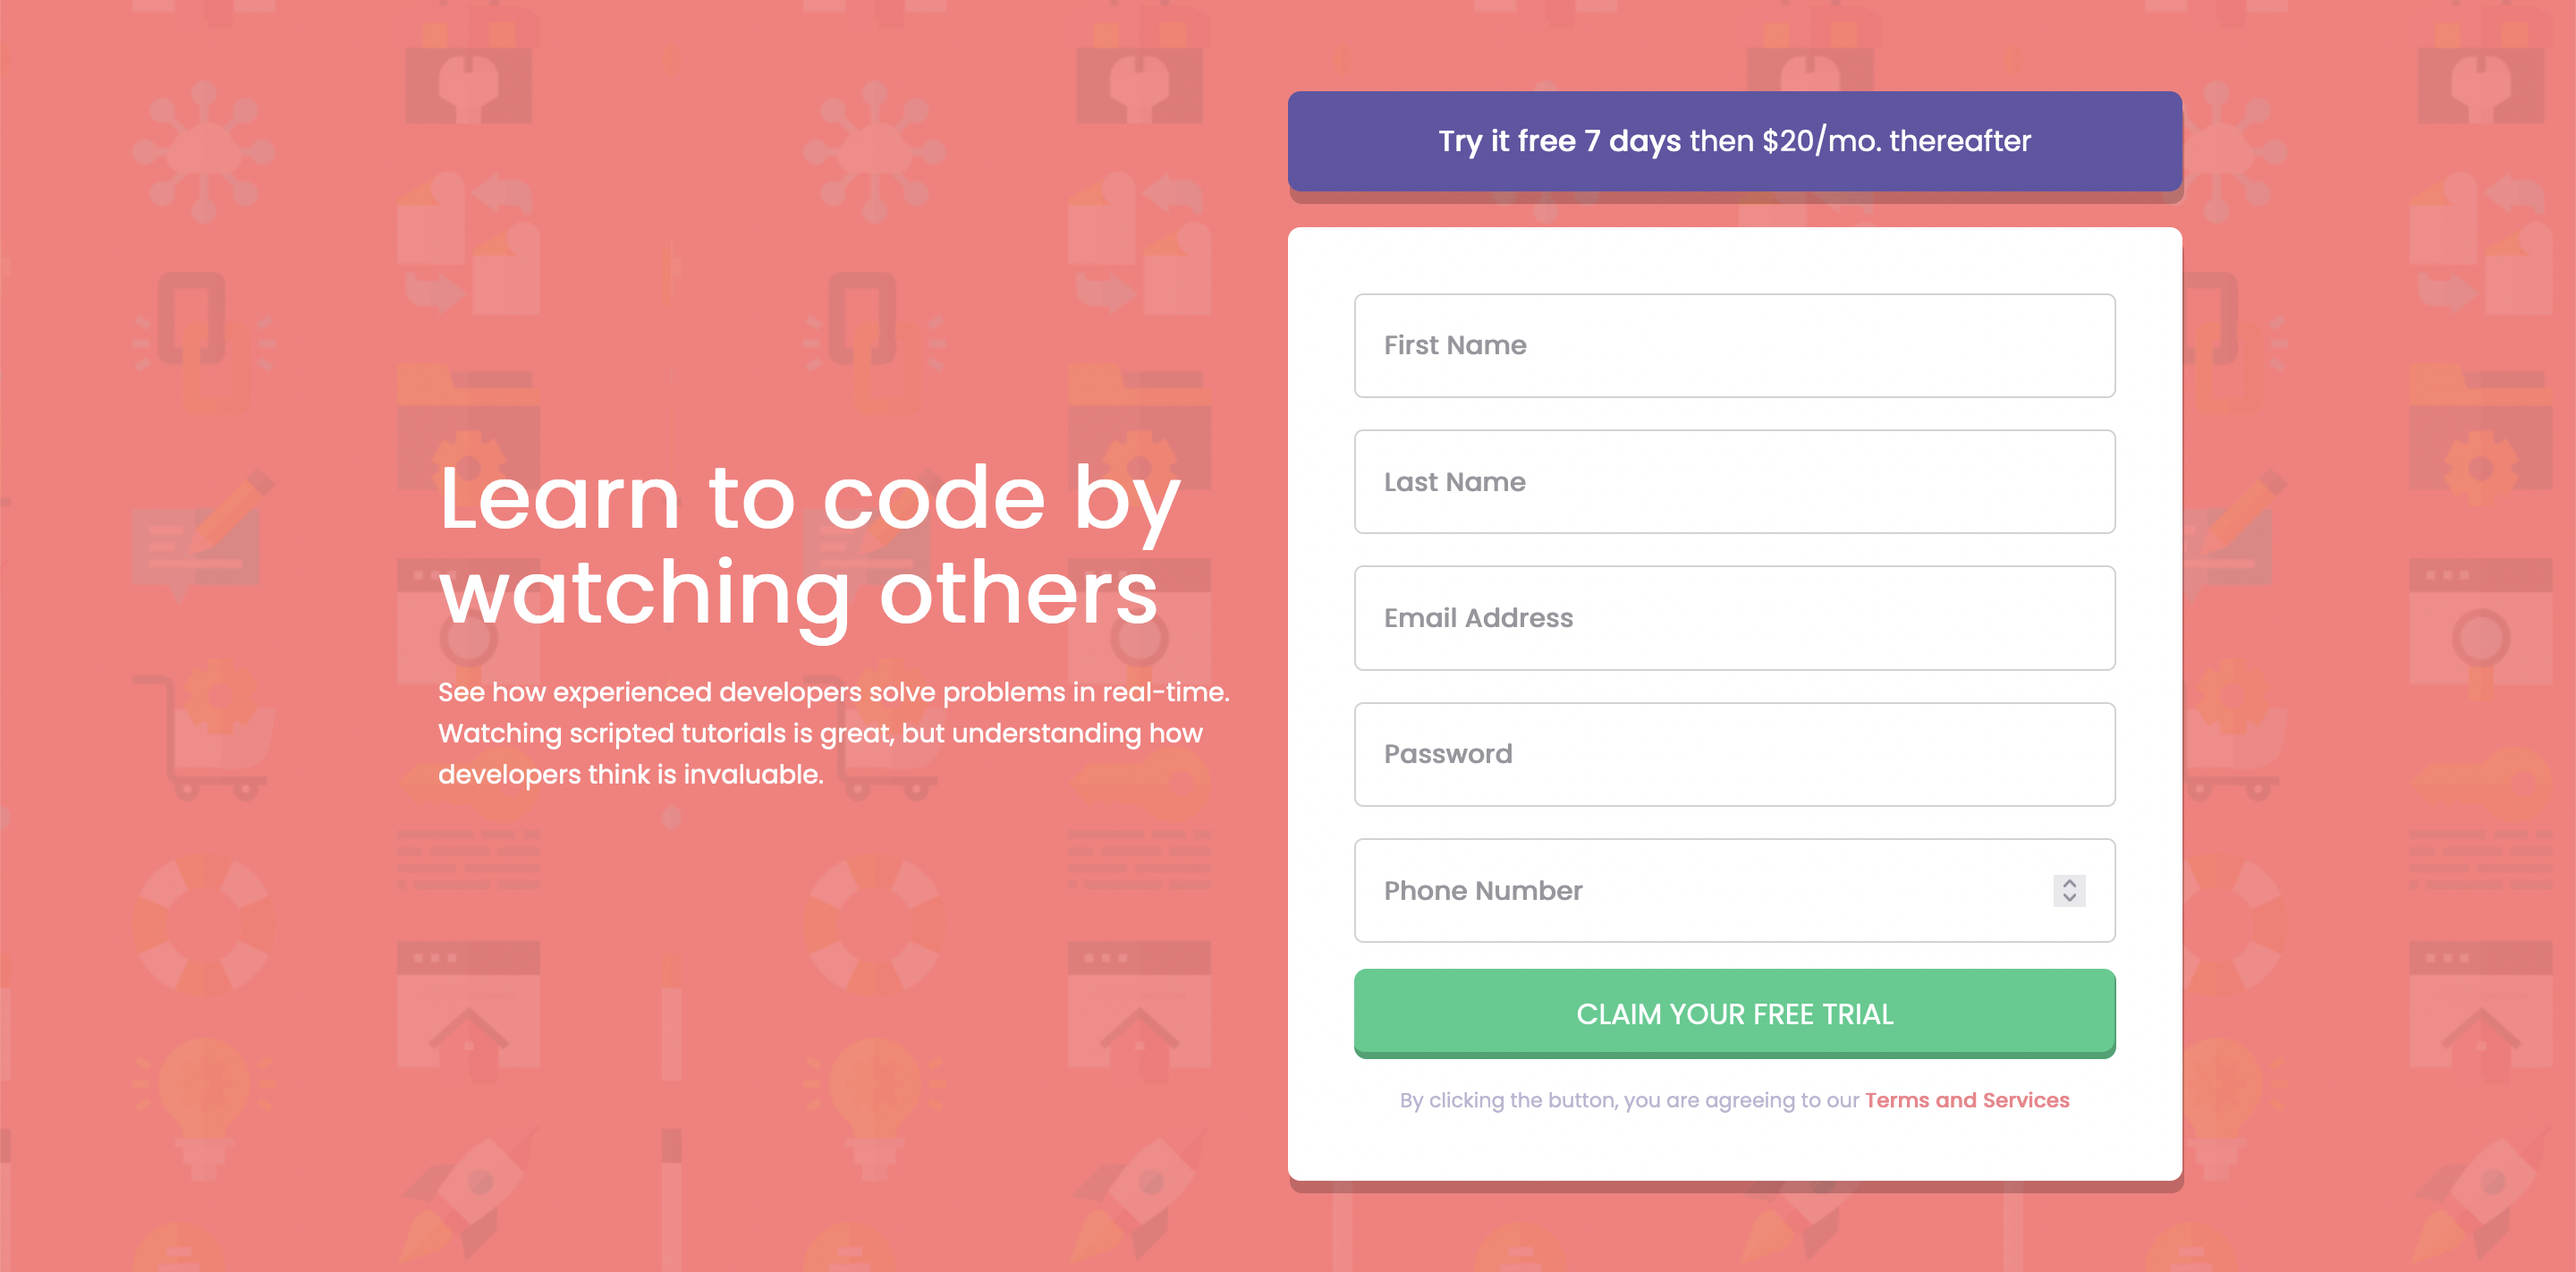 Learn to code by
watching others
See how experienced developers solve problems in real-time.
Watching scripted tutorials is great, but understanding how
developers think is invaluable.
Try it free 7 days then $20/mo. thereafter
First Name
Last Name
Email Address
Password
Phone Number
CLAIM YOUR FREE TRIAL
By clicking the button, you are agreeing to our Terms and Services